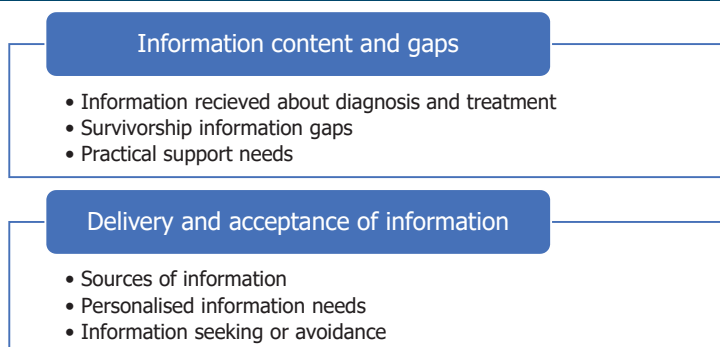 Information content and gaps
• Information recieved about diagnosis and treatment
• Survivorship information gaps
• Practical support needs
Delivery and acceptance of information
• Sources of information
• Personalised information needs
• Information seeking or avoidance